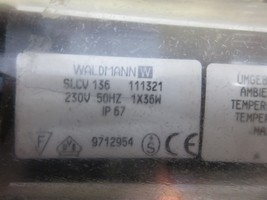 WALDMANN W
SLCV 136 111321
230V 50HZ 1X36W
IP 67
F 9712954 S
UMGEB
AMBIE
TEMPER
TEMPER
MA